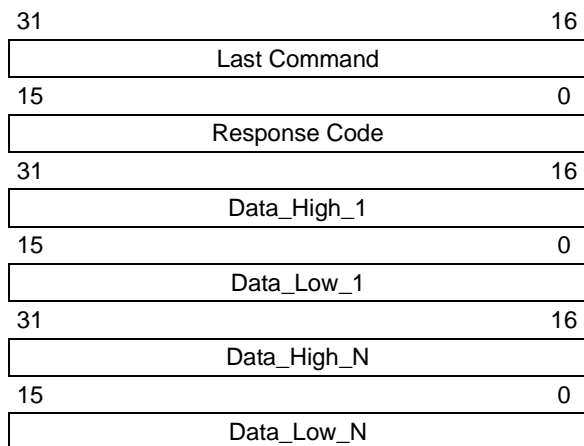 31 16
Last Command
15 0
Response Code
31 16
Data_High_1
15 0
Data_Low_1
31 16
Data_High_N
15 0
Data_Low_N